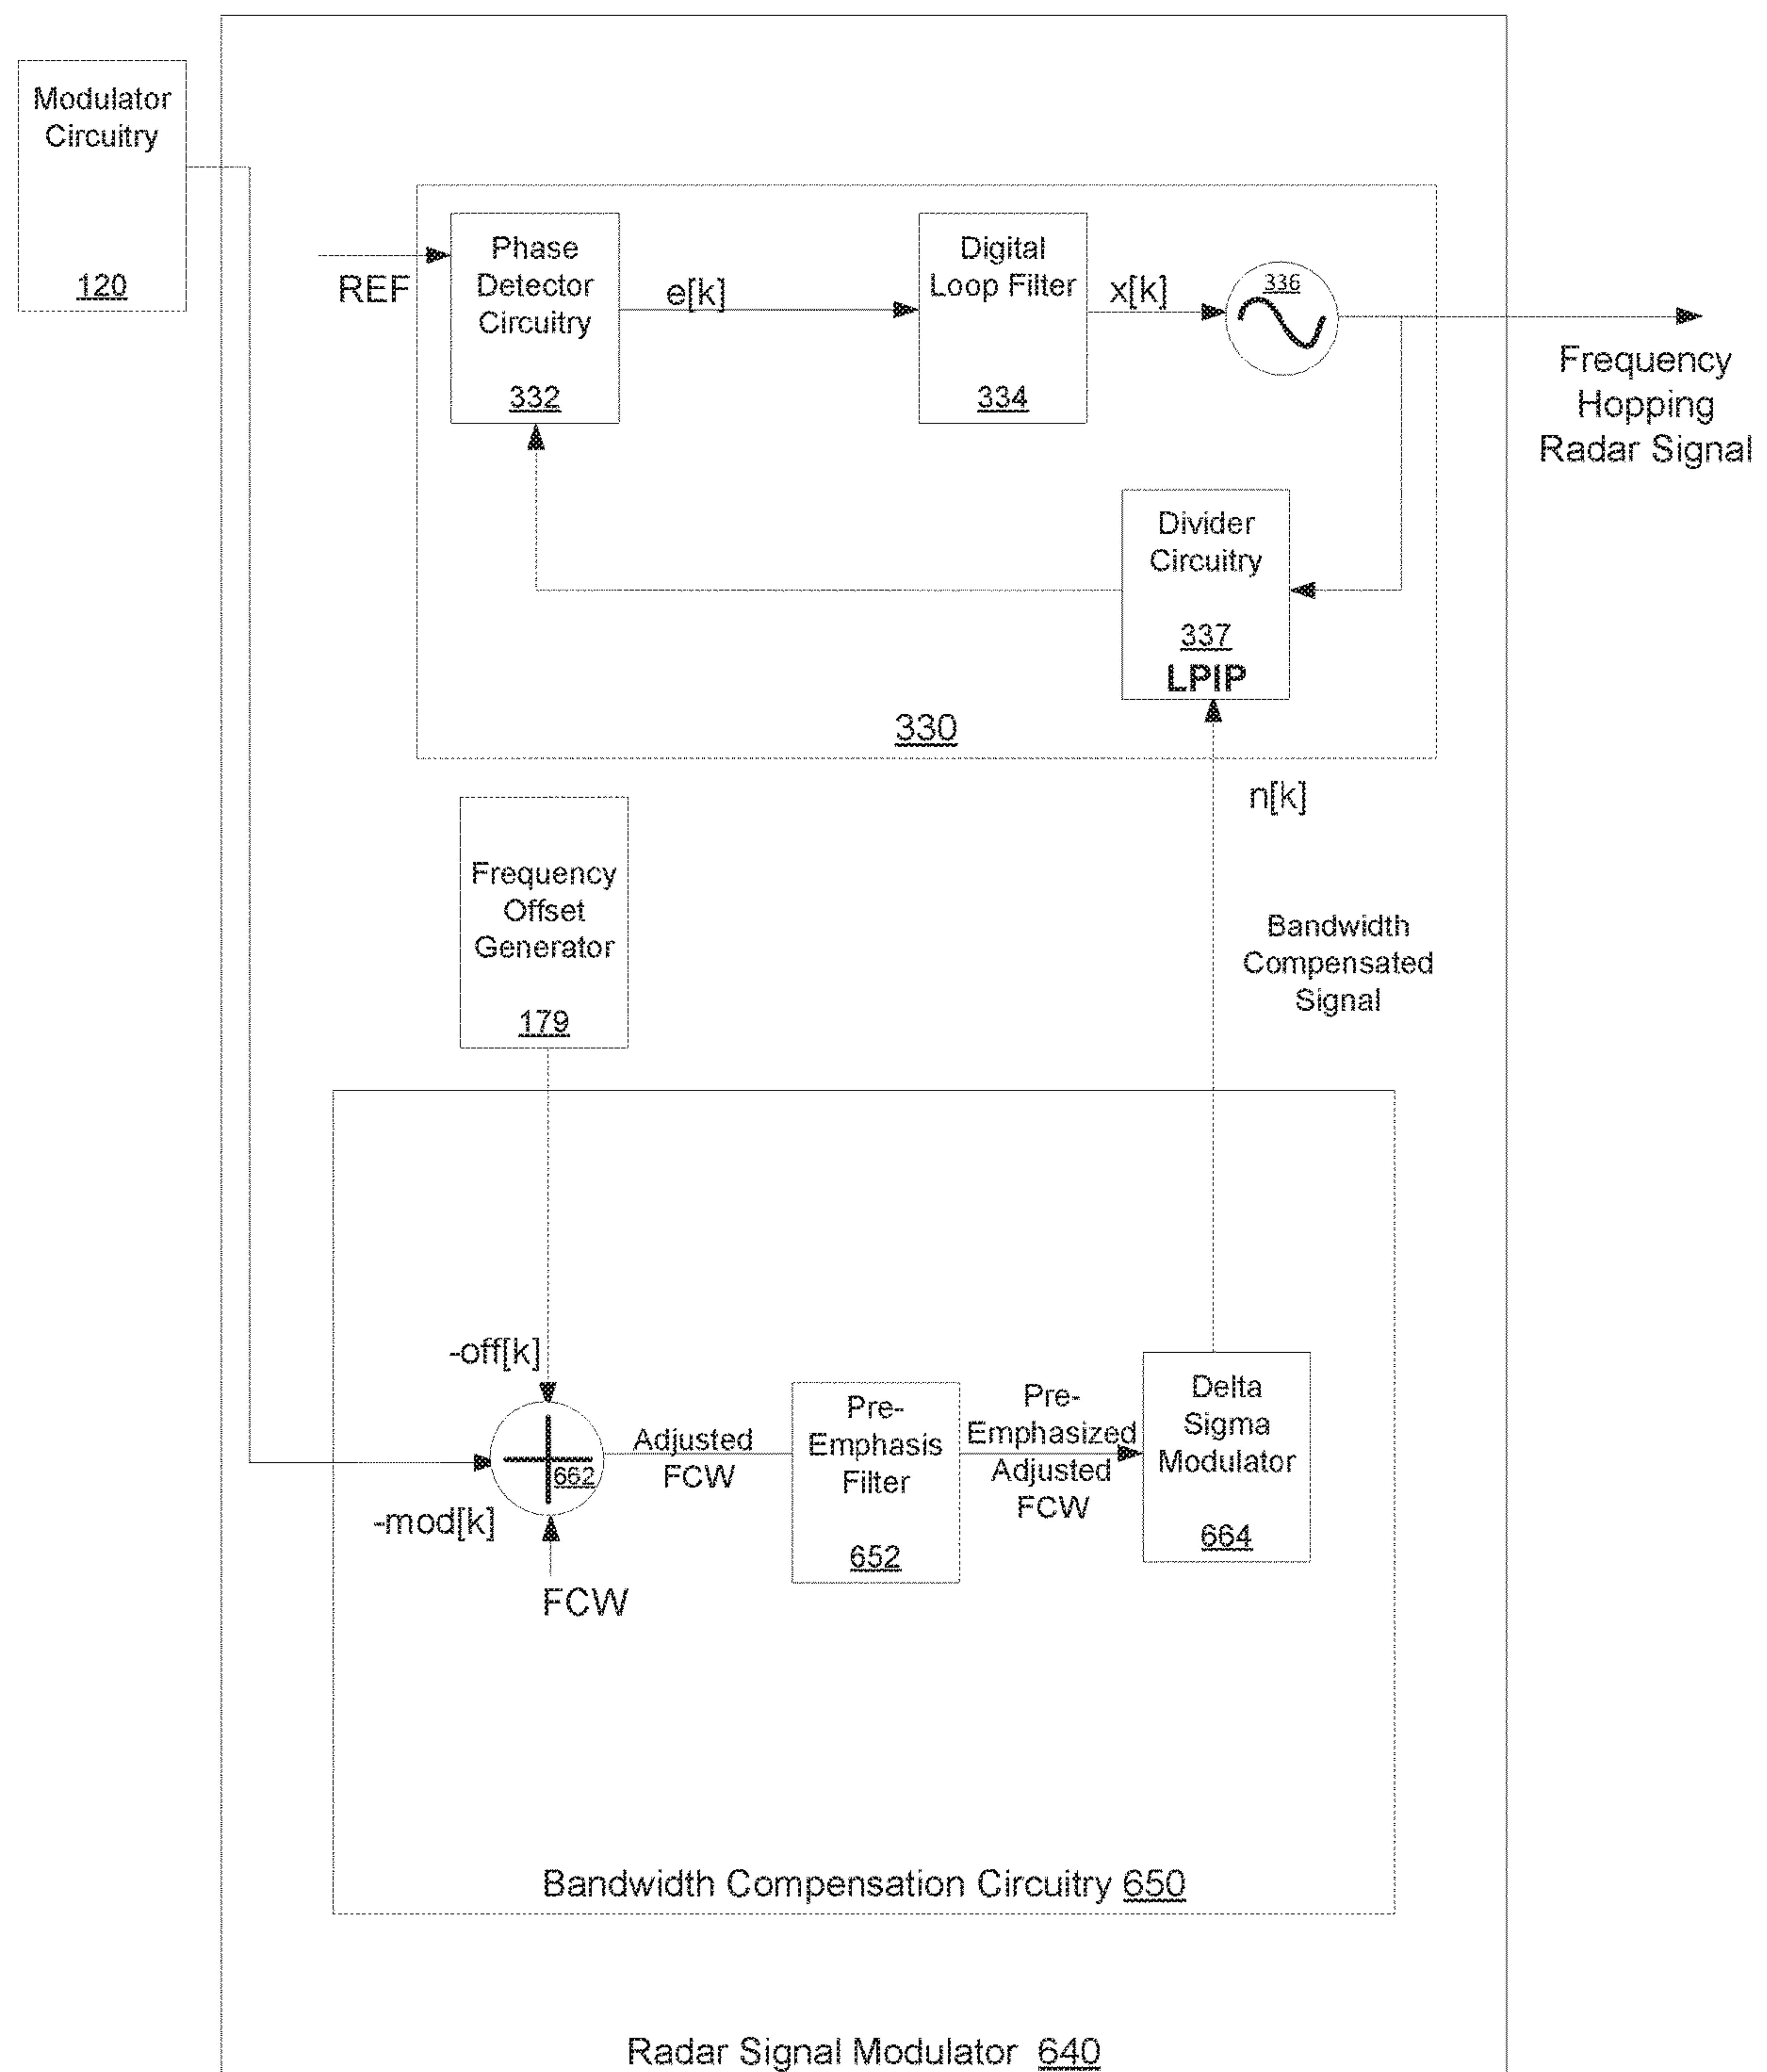 Modulator
Circuitry
120
REF
Phase
Detector
Circuitry
332
e[k]
Digital
Loop Filter
334
x[k]
336
Frequency
Hopping
Radar Signal
Divider
Circuitry
337
LPIP
330
n[k]
Frequency
Offset
Generator
179
Bandwidth
Compensated
Signal
-off[k]
-mod[k]
662
FCW
Adjusted
FCW
Pre-
Emphasis
Filter
652
Pre-
Emphasized
Adjusted
FCW
Delta
Sigma
Modulator
664
Bandwidth Compensation Circuitry 650
Radar Signal Modulator 640